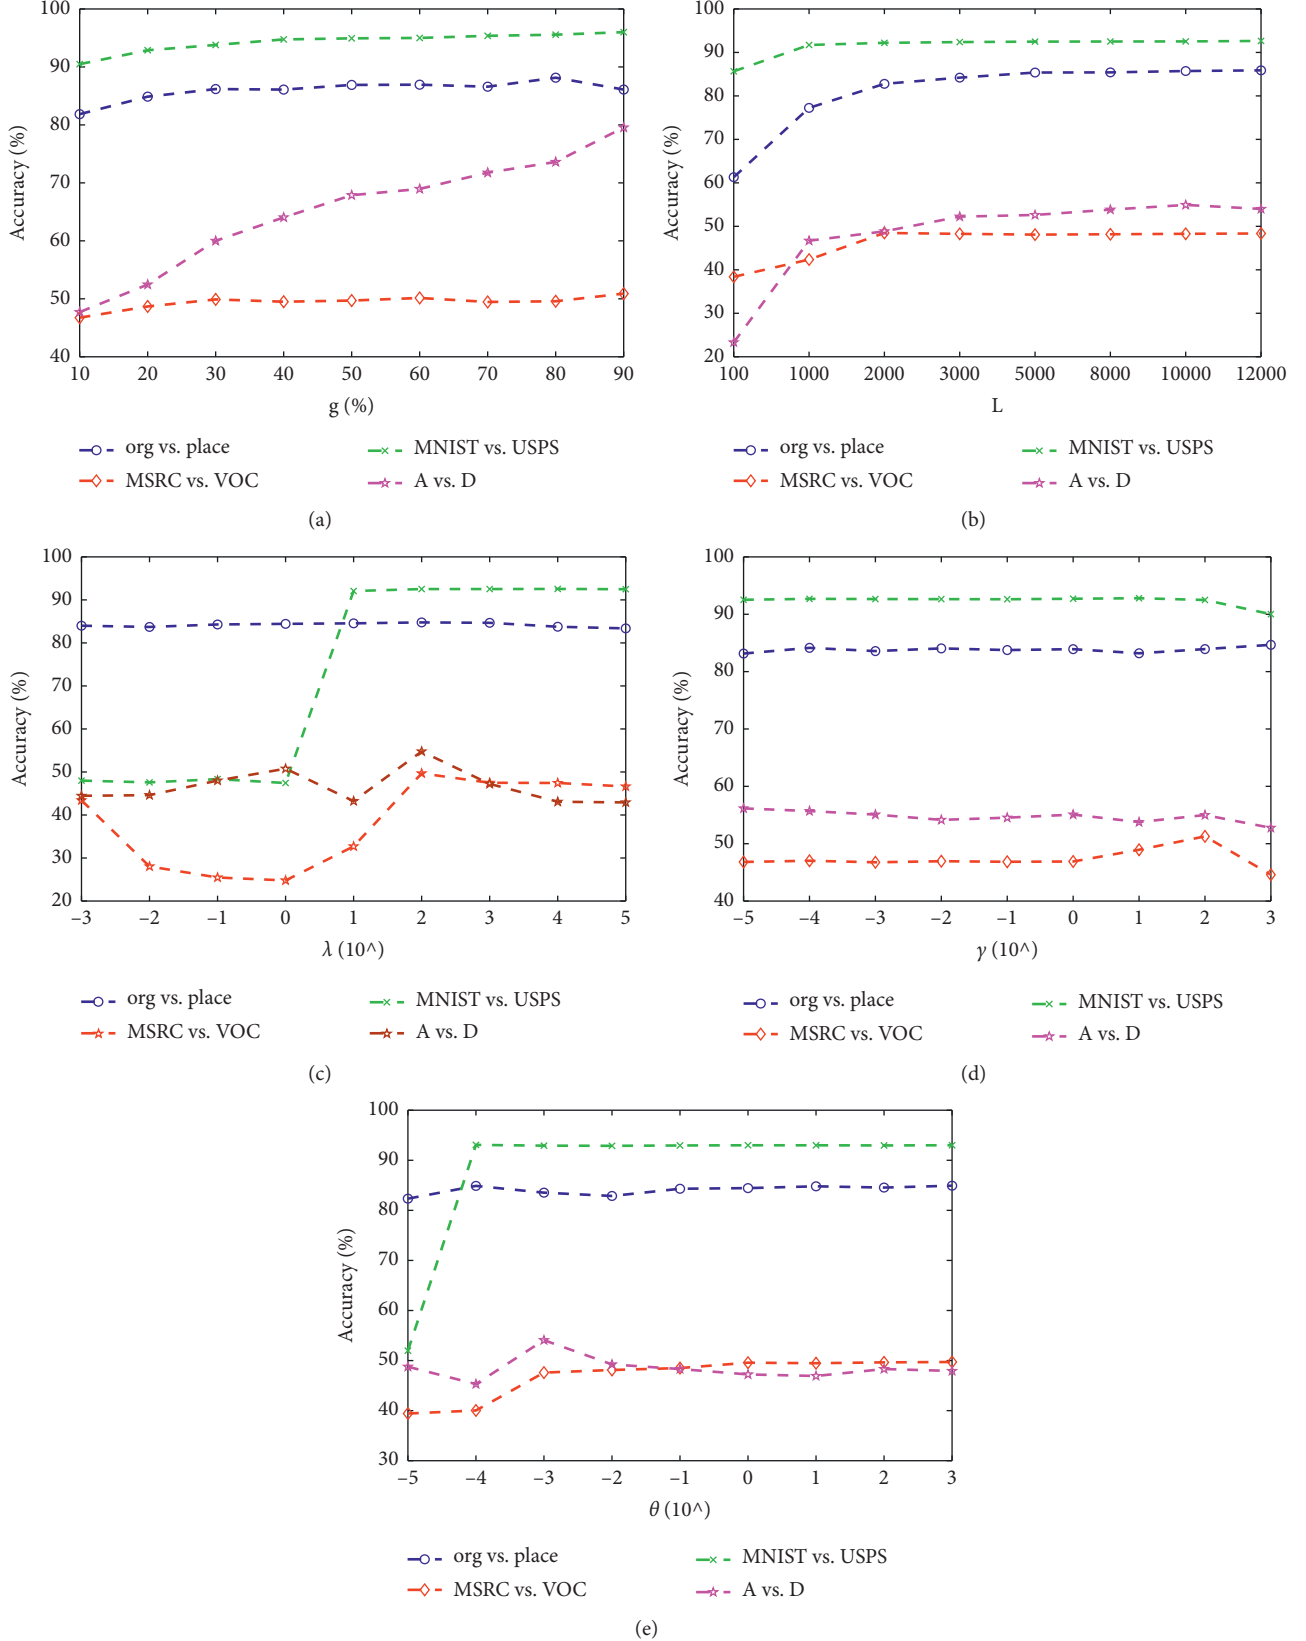 100
90
80
70
60
50
40
Accuracy (%)
10 20 30 40 50 60 70 80 90
g (%)
org vs. place
MNIST vs. USPS
MSRC vs. VOC
A vs. D
(a)
100
90
80
70
60
50
40
30
20
Accuracy (%)
100 1000 2000 3000 5000 8000 10000 12000
L
org vs. place
MNIST vs. USPS
MSRC vs. VOC
A vs. D
(b)
100
90
80
70
60
50
40
30
20
Accuracy (%)
–3 –2 –1 0 1 2 3 4 5
λ (10^)
org vs. place
MNIST vs. USPS
MSRC vs. VOC
A vs. D
(c)
100
90
80
70
60
50
40
Accuracy (%)
–5 –4 –3 –2 –1 0 1 2 3
γ (10^)
org vs. place
MNIST vs. USPS
MSRC vs. VOC
A vs. D
(d)
100
90
80
70
60
50
40
30
Accuracy (%)
–5 –4 –3 –2 –1 0 1 2 3
θ (10^)
org vs. place
MNIST vs. USPS
MSRC vs. VOC
A vs. D
(e)